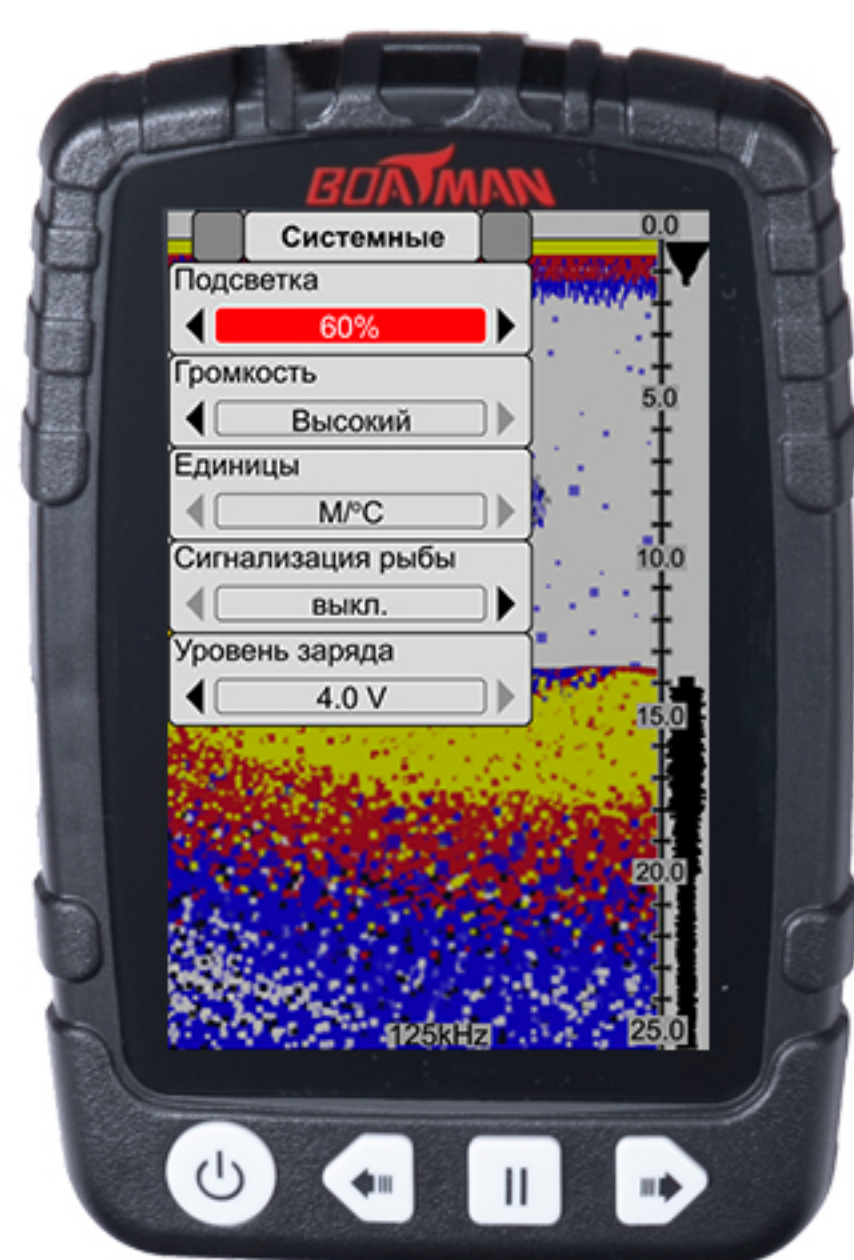 BOATMAN
Системные
0.0
Подсветка
60%
Громкость
Высокий
5.0
Единицы
M/°C
Сигнализация рыбы
10.0
выкл.
Уровень заряда
4.0 V
15.0
20.0
125kHz
25.0